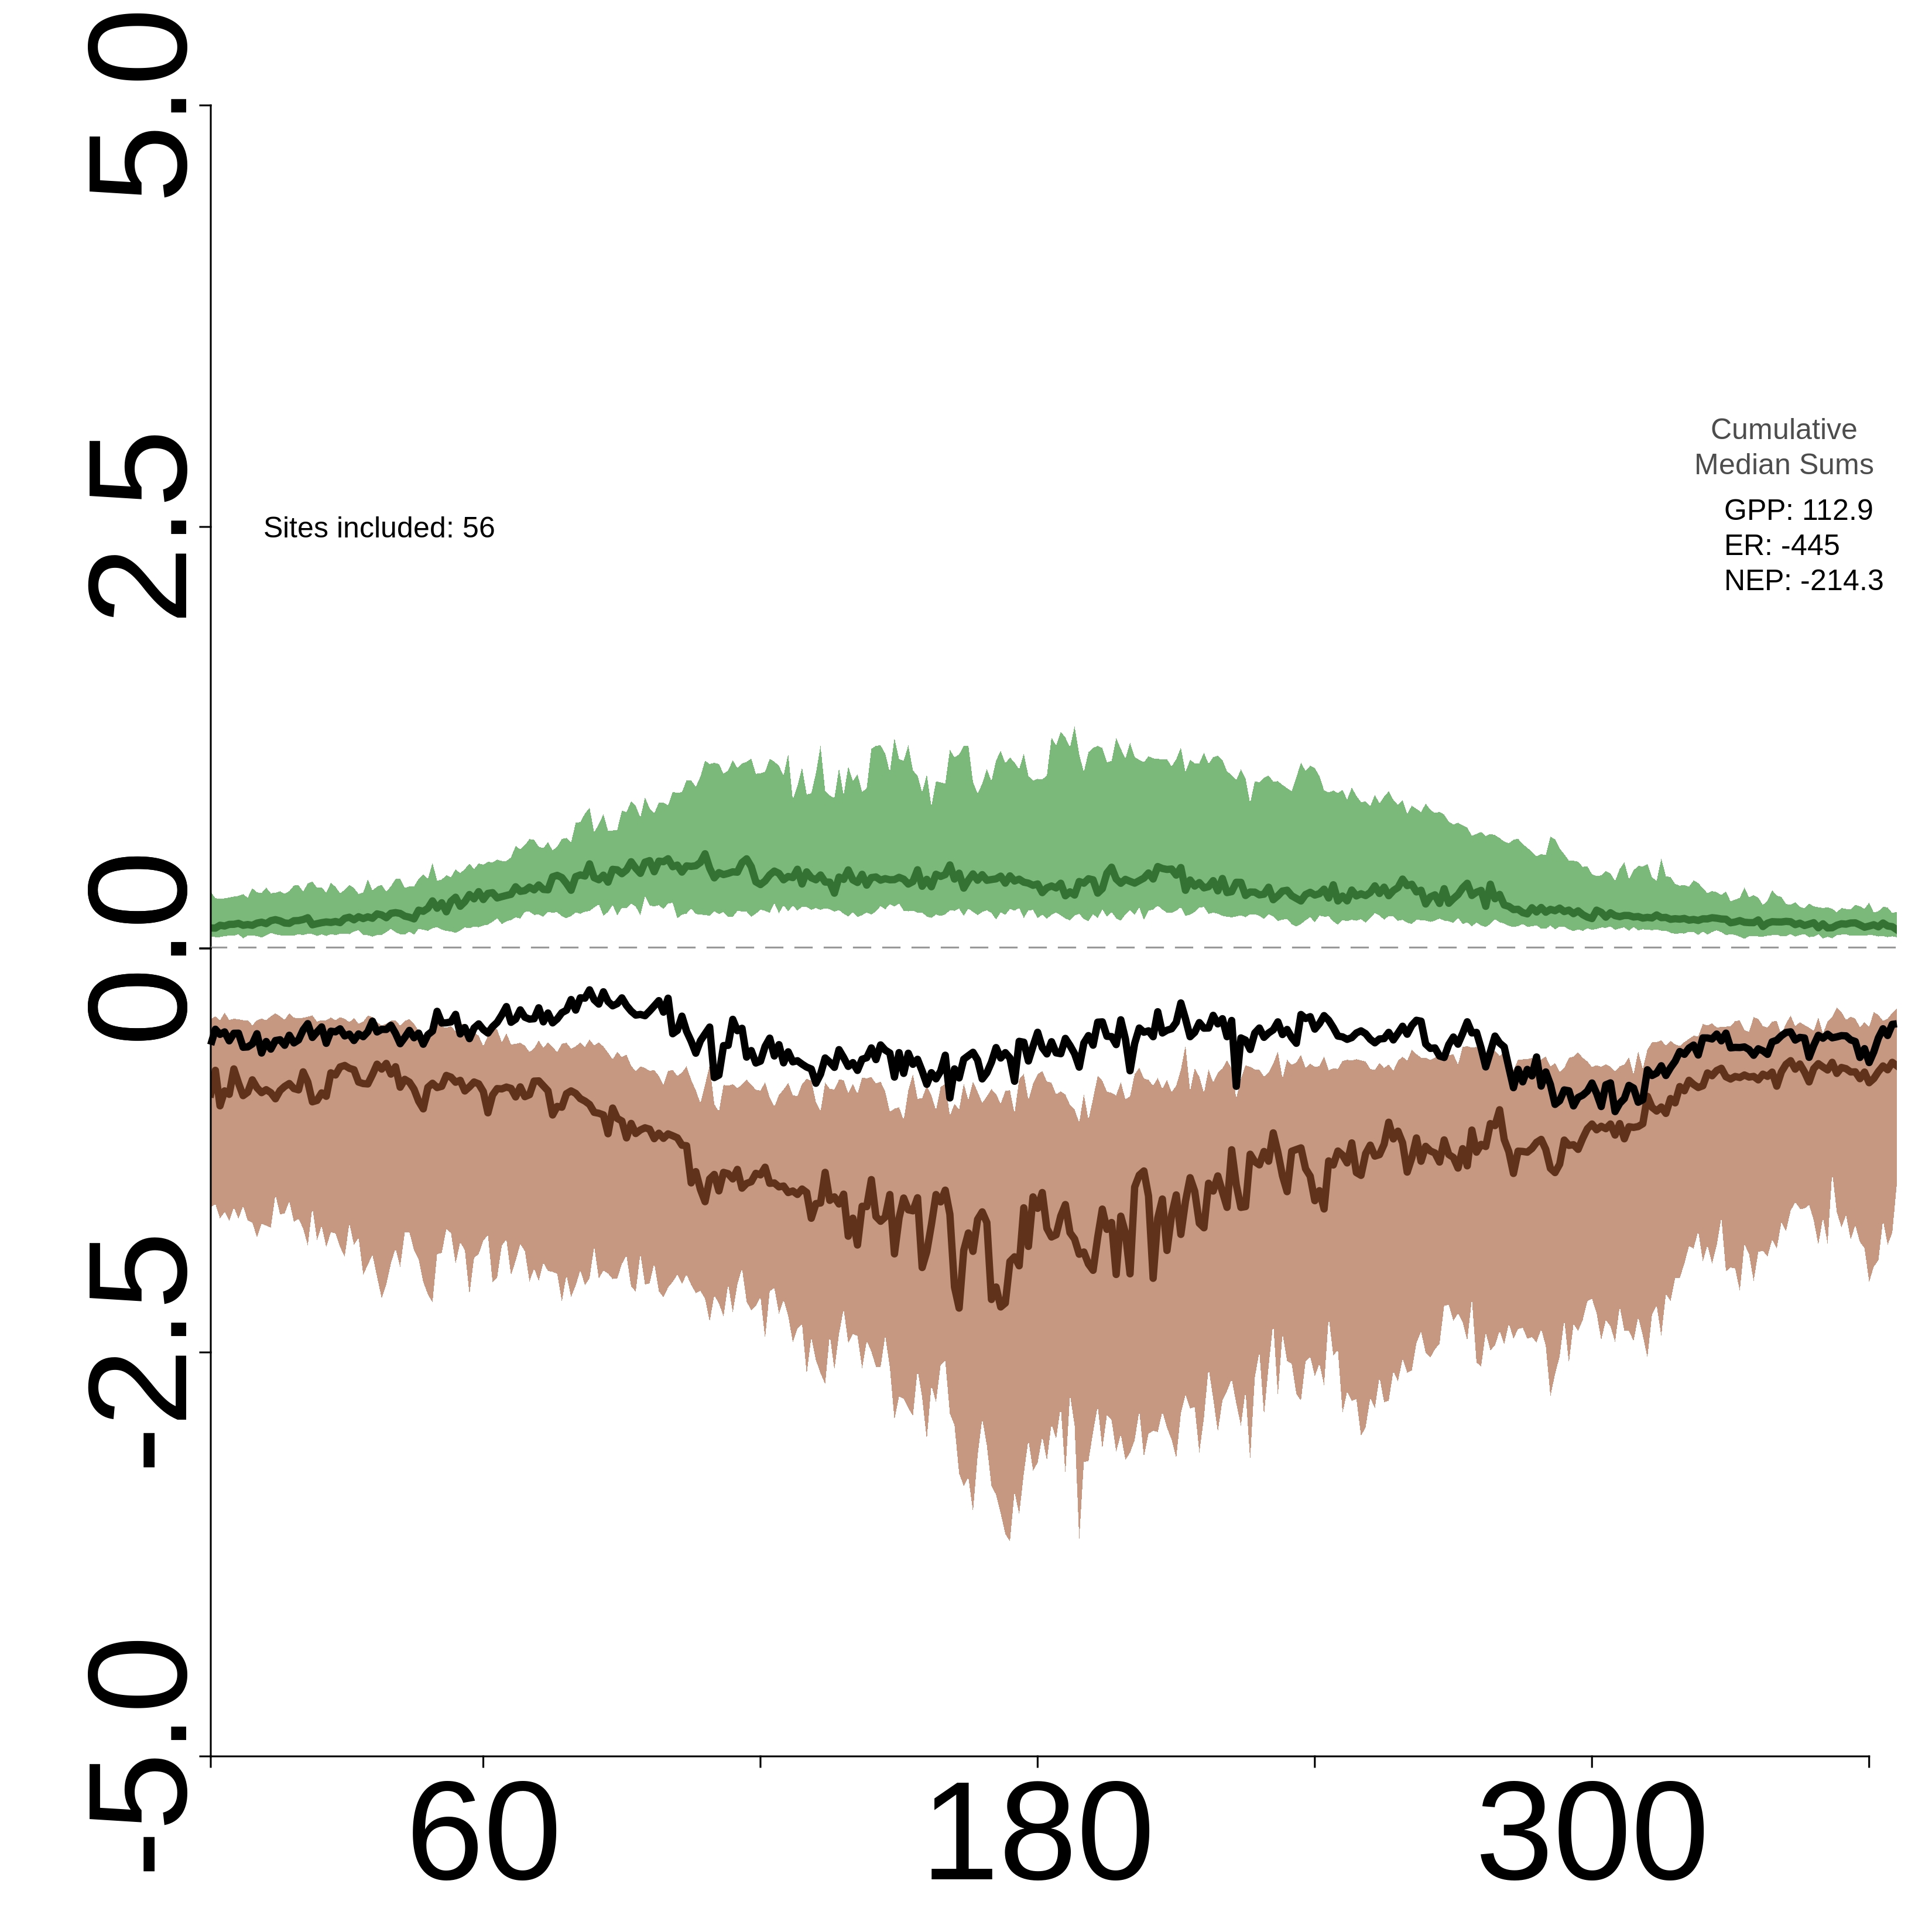 5.0
2.5
0.0
-2.5
-5.0
Sites included: 56
Cumulative
Median Sums
GPP: 112.9
ER: -445
NEP: -214.3
60
180
300